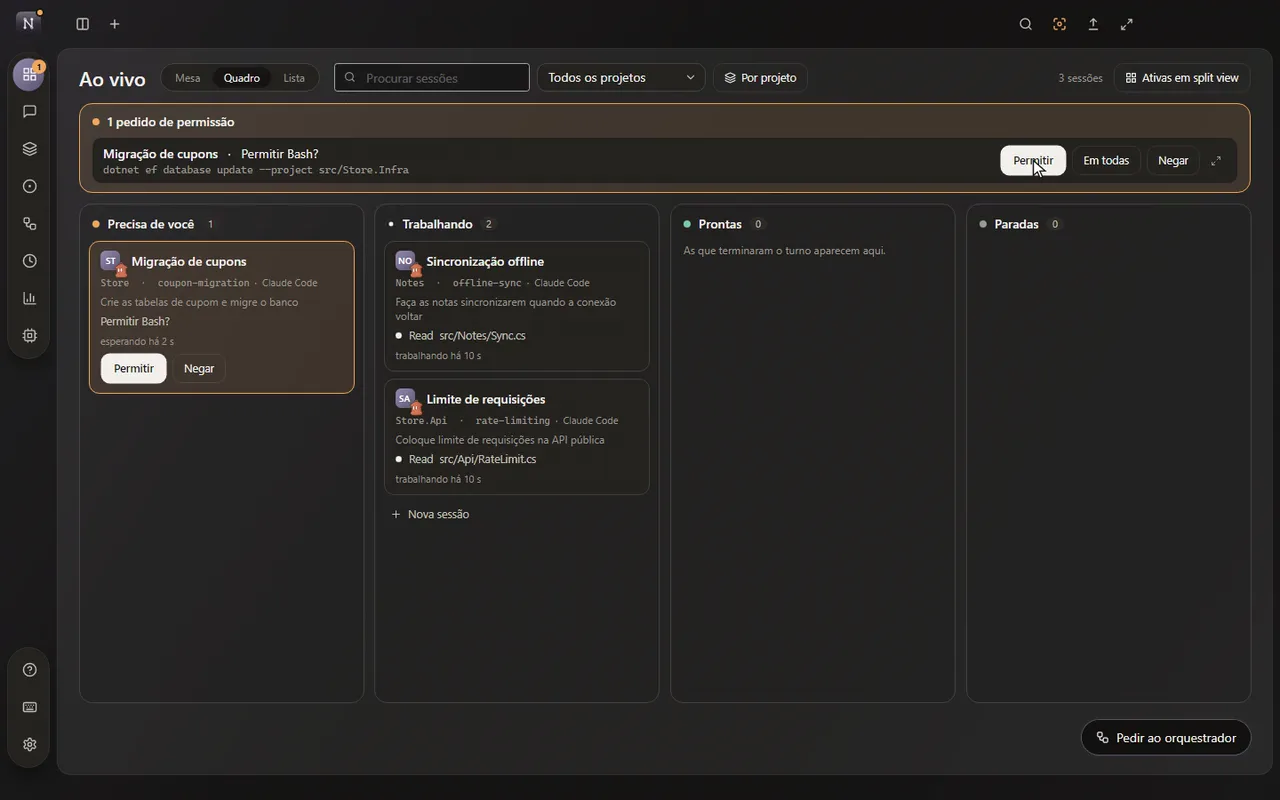 N
1
Ao vivo
Mesa
Quadro
Lista
Procurar sessões
Todos os projetos
Por projeto
3 sessões
Ativas em split view
1 pedido de permissão
Migração de cupons · Permitir Bash?
dotnet ef database update --project src/Store.Infra
Permitir
Em todas
Negar
Precisa de você 1
ST
Migração de cupons
Store · coupon-migration · Claude Code
Crie as tabelas de cupom e migre o banco
Permitir Bash?
esperando há 2 s
Permitir
Negar
Trabalhando 2
NO
Sincronização offline
Notes · offline-sync · Claude Code
Faça as notas sincronizarem quando a conexão
voltar
Read src/Notes/Sync.cs
trabalhando há 10 s
SA
Limite de requisições
Store.Api · rate-limiting · Claude Code
Coloque limite de requisições na API pública
Read src/Api/RateLimit.cs
trabalhando há 10 s
Nova sessão
Prontas 0
As que terminaram o turno aparecem aqui.
Paradas 0
Pedir ao orquestrador